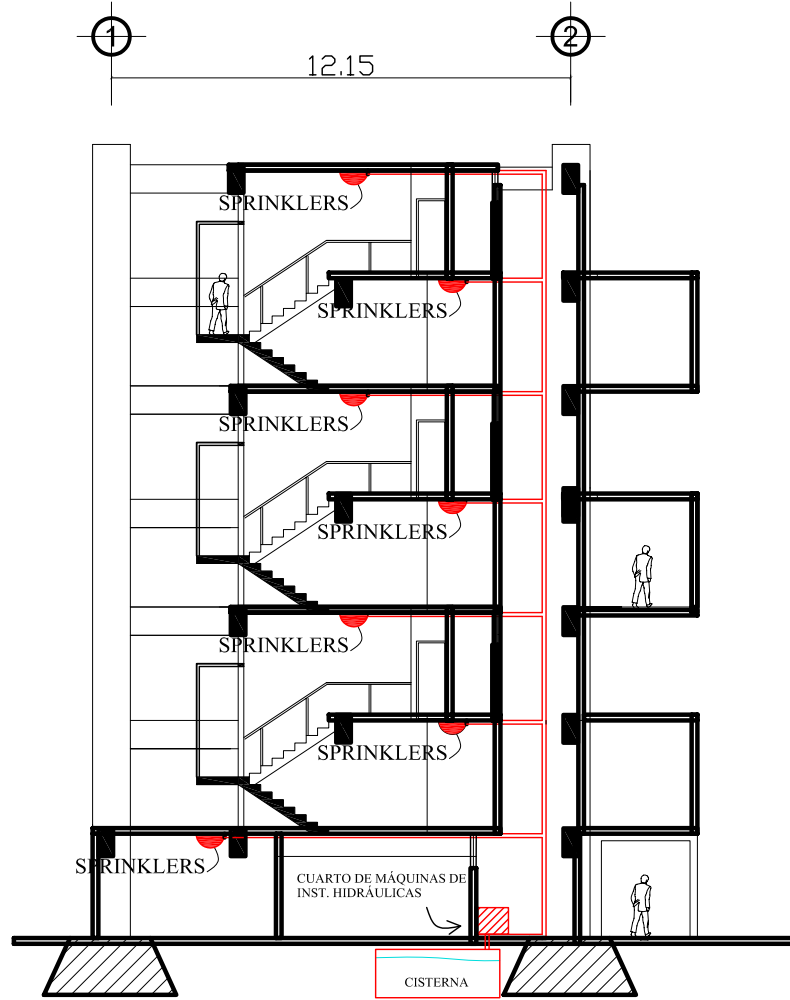 1
2
12.15
SPRINKLERS
SPRINKLERS
SPRINKLERS
SPRINKLERS
SPRINKLERS
SPRINKLERS
SPRINKLERS
CUARTO DE MÁQUINAS DE
INST. HIDRÁULICAS
CISTERNA